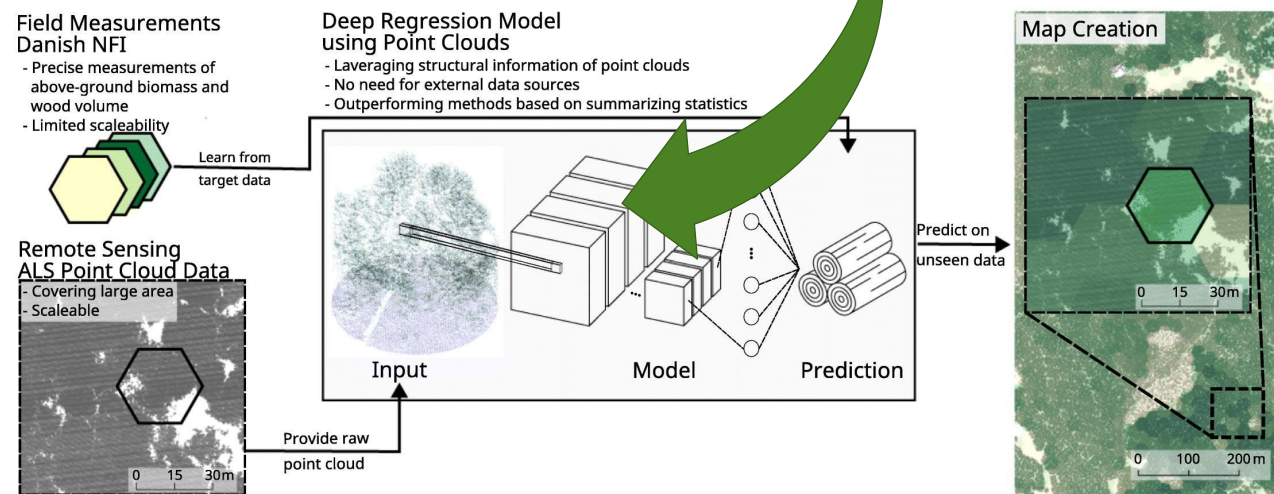 Field Measurements
Danish NFI
- Precise measurements of
above-ground biomass and
wood volume
- Limited scaleability
Learn from
target data
Remote Sensing
ALS Point Cloud Data
- Covering large area
- Scaleable
0 15 30m
Provide raw
point cloud
Deep Regression Model
using Point Clouds
- Laveraging structural information of point clouds
- No need for external data sources
- Outperforming methods based on summarizing statistics
...
...
Input
Model
Prediction
Predict on
unseen data
Map Creation
0 15 30m
0 100 200 m